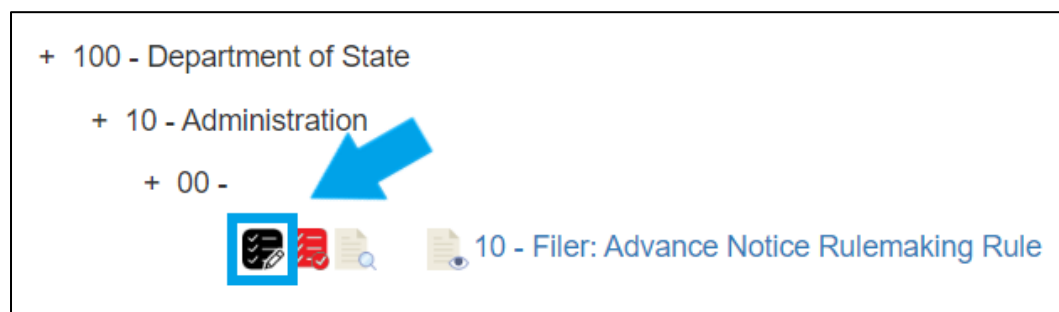 + 100 - Department of State
+ 10 - Administration
+ 00 -
10 - Filer: Advance Notice Rulemaking Rule